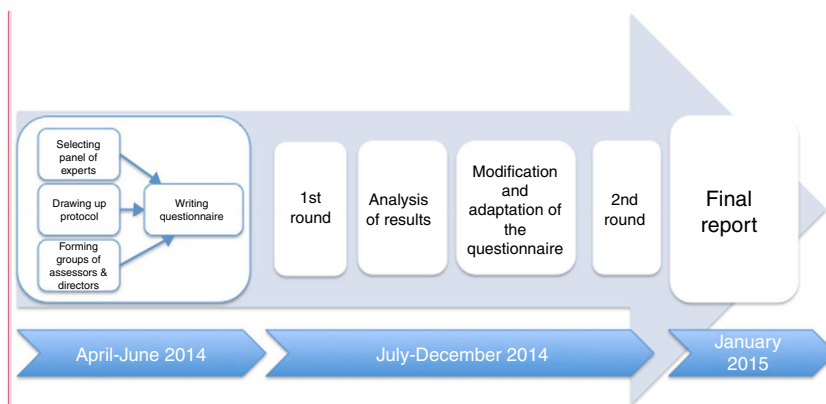 Selecting
panel of
experts
Drawing up
protocol
Forming
groups of
assessors &
directors
Writing
questionnaire
1st
round
Analysis
of results
Modification
and
adaptation of
the
questionnaire
2nd
round
Final
report
April-June 2014
July-December 2014
January
2015